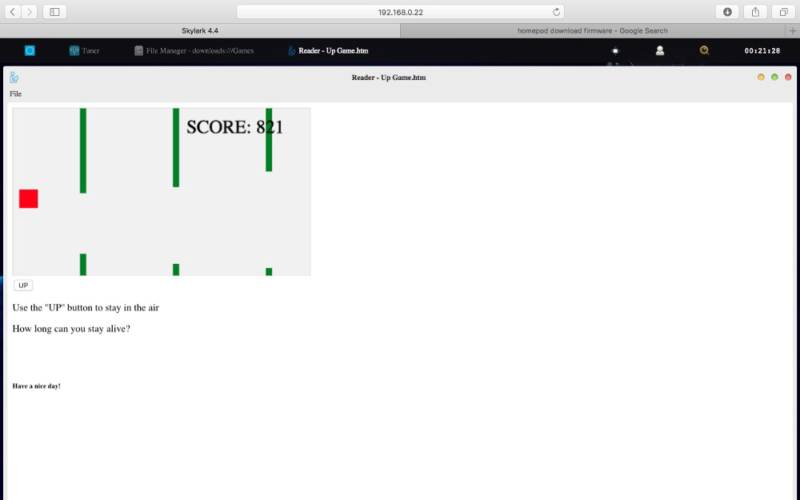 192.168.0.22
Skylark 4.4
homepod download firmware - Google Search
Tuner
File Manager - downloads:///Games
Reader - Up Game.htm
00:21:28
Reader - Up Game.htm
File
SCORE: 821
UP
Use the "UP" button to stay in the air
How long can you stay alive?
Have a nice day!